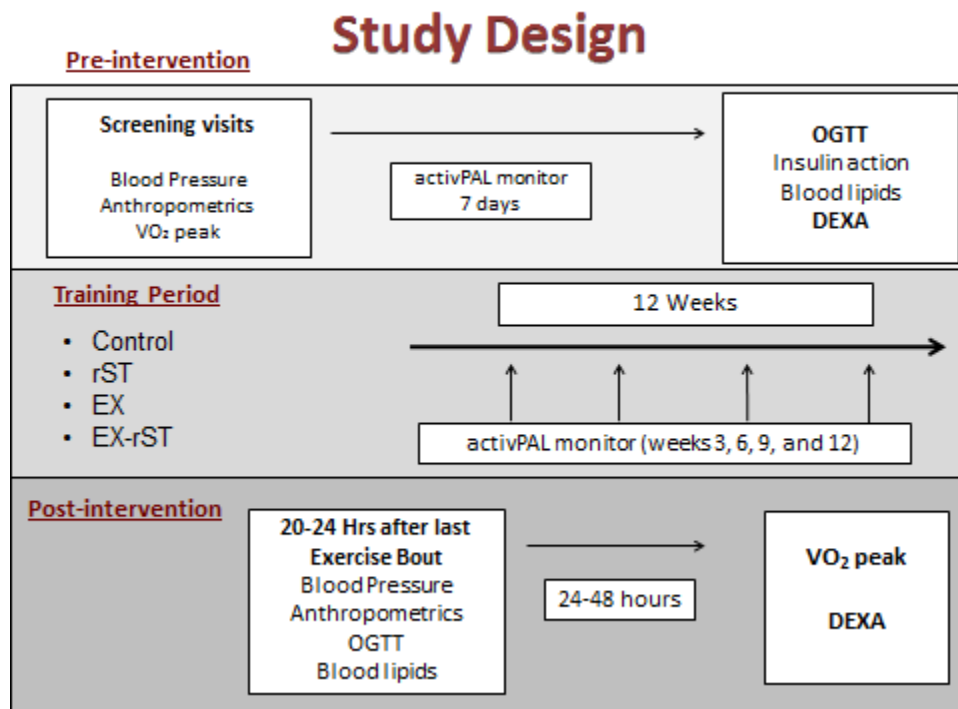 Study Design
Pre-intervention
Screening visits
Blood Pressure
Anthropometrics
VO₂ peak
activPAL monitor
7 days
OGTT
Insulin action
Blood lipids
DEXA
Training Period
• Control
• rST
• EX
• EX-rST
12 Weeks
activPAL monitor (weeks 3, 6, 9, and 12)
Post-intervention
20-24 Hrs after last
Exercise Bout
Blood Pressure
Anthropometrics
OGTT
Blood lipids
24-48 hours
VO₂ peak
DEXA